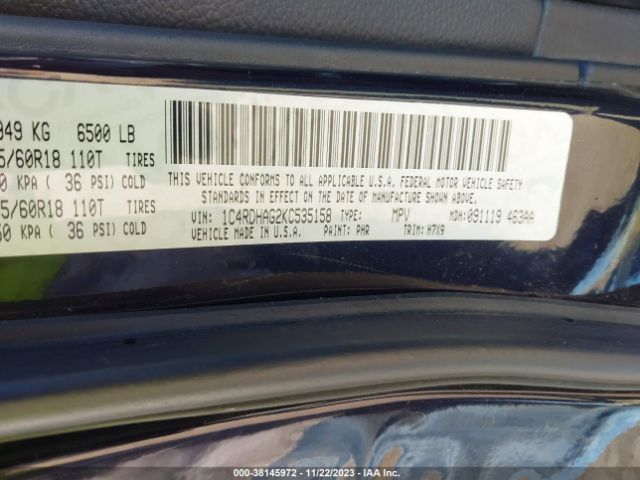 949 KG 6500 LB
5/60R18 110T TIRES
0 KPA ( 36 PSI) COLD
5/60R18 110T TIRES
50 KPA ( 36 PSI) COLD
THIS VEHICLE CONFORMS TO ALL APPLICABLE U.S.A. FEDERAL MOTOR VEHICLE SAFETY
STANDARDS IN EFFECT ON THE DATE OF MANUFACTURE SHOWN ABOVE.
VIN: 1C4RDHAG2KC535158 TYPE: MPV MDH: 091119 463AA
VEHICLE MADE IN U.S.A. PAINT: PHR TRIM: H7X9
00-38145972 — 11/22/2023 — IAA Inc.